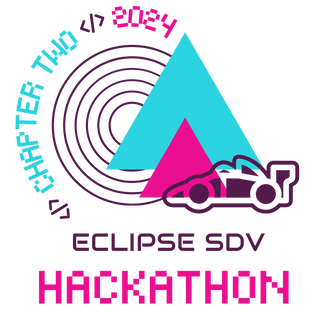 </> CHAPTER TWO </> 2024
ECLIPSE SDV
HACKATHON